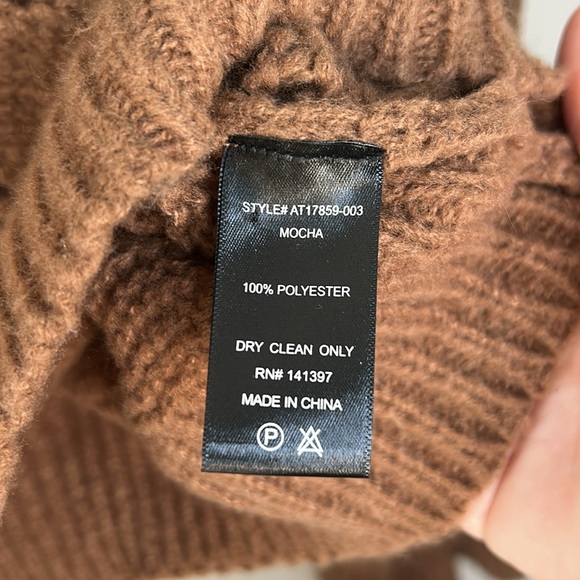 STYLE# AT17859-003
MOCHA
100% POLYESTER
DRY CLEAN ONLY
RN# 141397
MADE IN CHINA
P